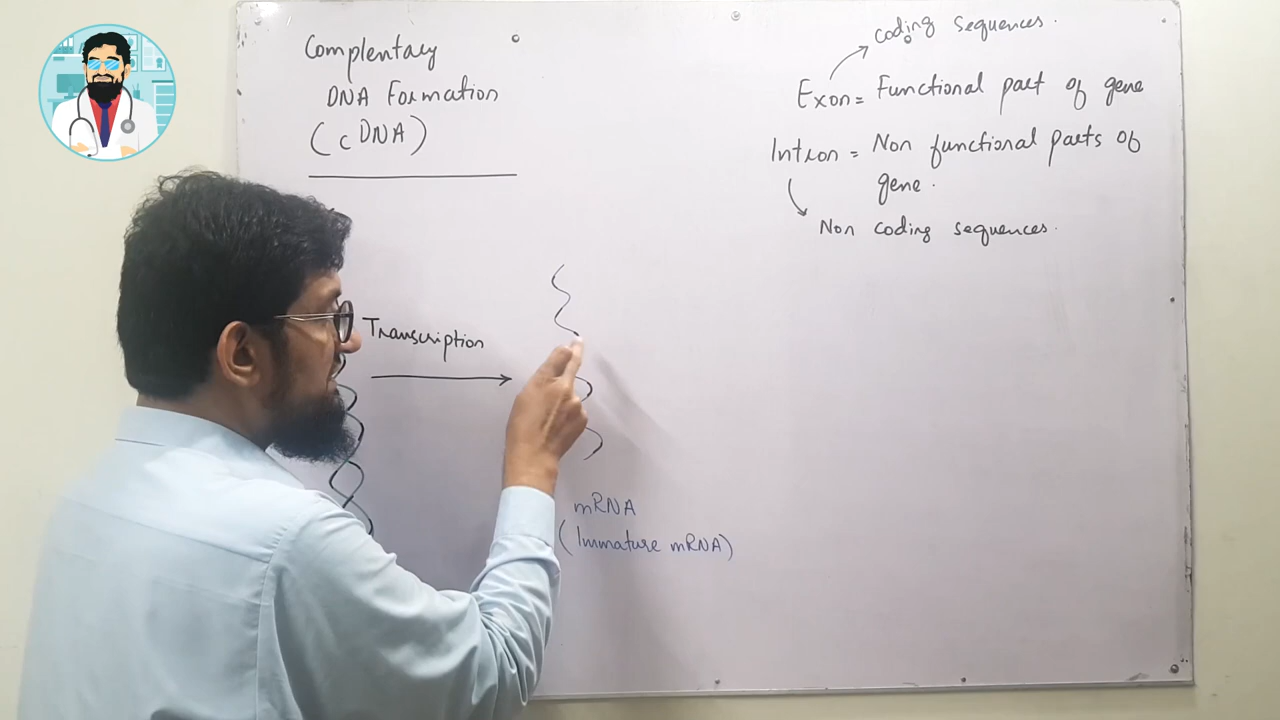 Complentary
DNA Formation
(cDNA)
coding sequences.
Exon = Functional part of gene
Intron = Non functional parts of
gene.
Non coding sequences.
Transcription
mRNA
(Immature mRNA)